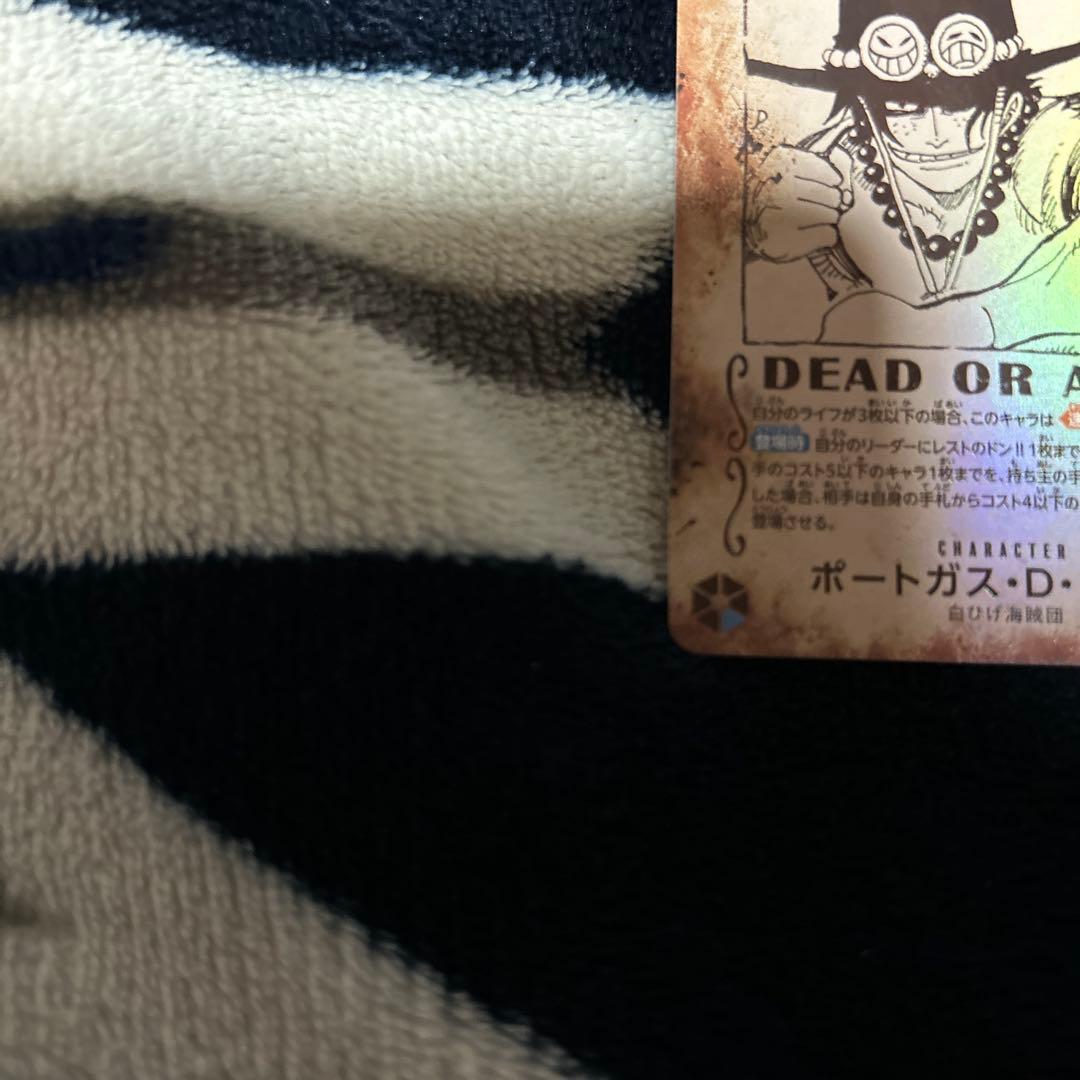 DEAD OR A
自分のライフが3枚以下の場合、このキャラは 速
登場時 自分のリーダーにレストのドン!!1枚まで
手のコスト5以下のキャラ1枚までを、持ち主の手
した場合、相手は自身の手札からコスト4以下の
登場させる。
CHARACTER
ポートガス・D・
白ひげ海賊団